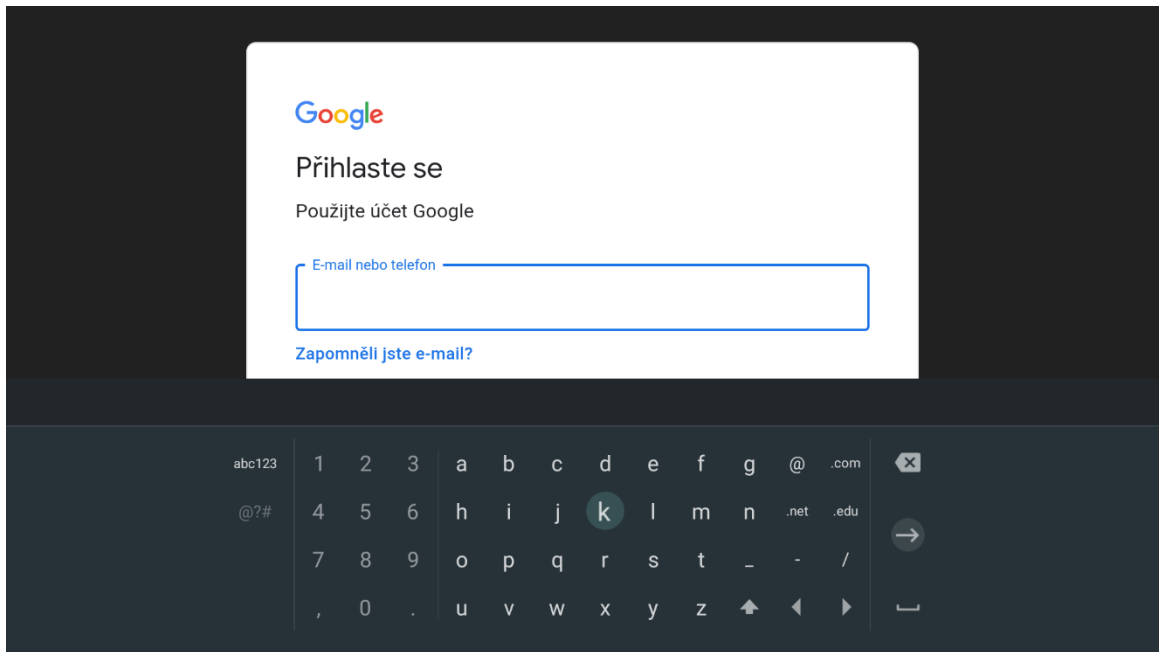 Google
Přihlaste se
Použijte účet Google
E-mail nebo telefon
Zapomněli jste e-mail?
abc123 1 2 3 a b c d e f g @ .com
@?# 4 5 6 h i j k l m n .net .edu
7 8 9 o p q r s t _ - /
, 0 . u v w x y z